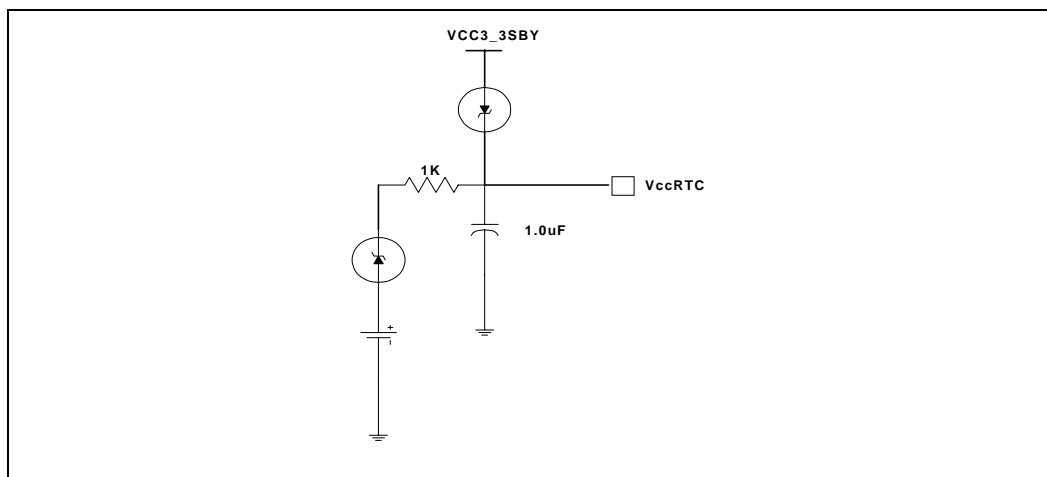 VCC3_3SBY
1K
VccRTC
1.0uF
+
-